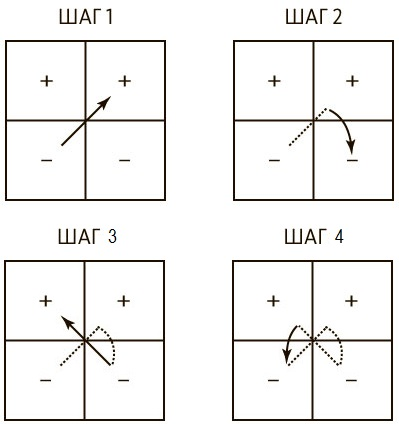 ШАГ 1
ШАГ 2
+ +
+ +
– –
– –
ШАГ 3
ШАГ 4
+ +
+ +
– –
– –